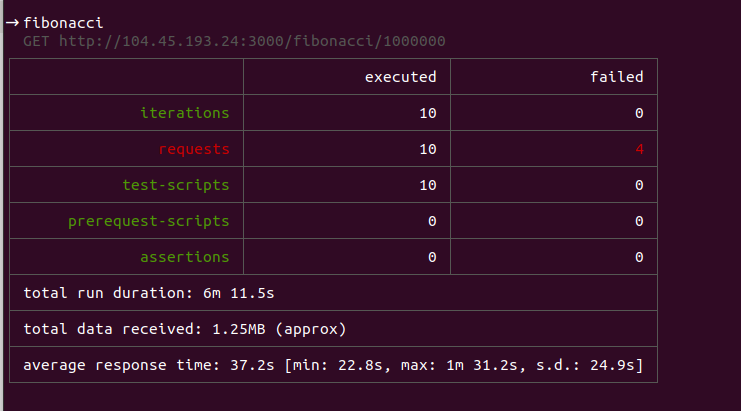 → fibonacci
GET http://104.45.193.24:3000/fibonacci/1000000
executed failed
iterations 10 0
requests 10 4
test-scripts 10 0
prerequest-scripts 0 0
assertions 0 0
total run duration: 6m 11.5s
total data received: 1.25MB (approx)
average response time: 37.2s [min: 22.8s, max: 1m 31.2s, s.d.: 24.9s]